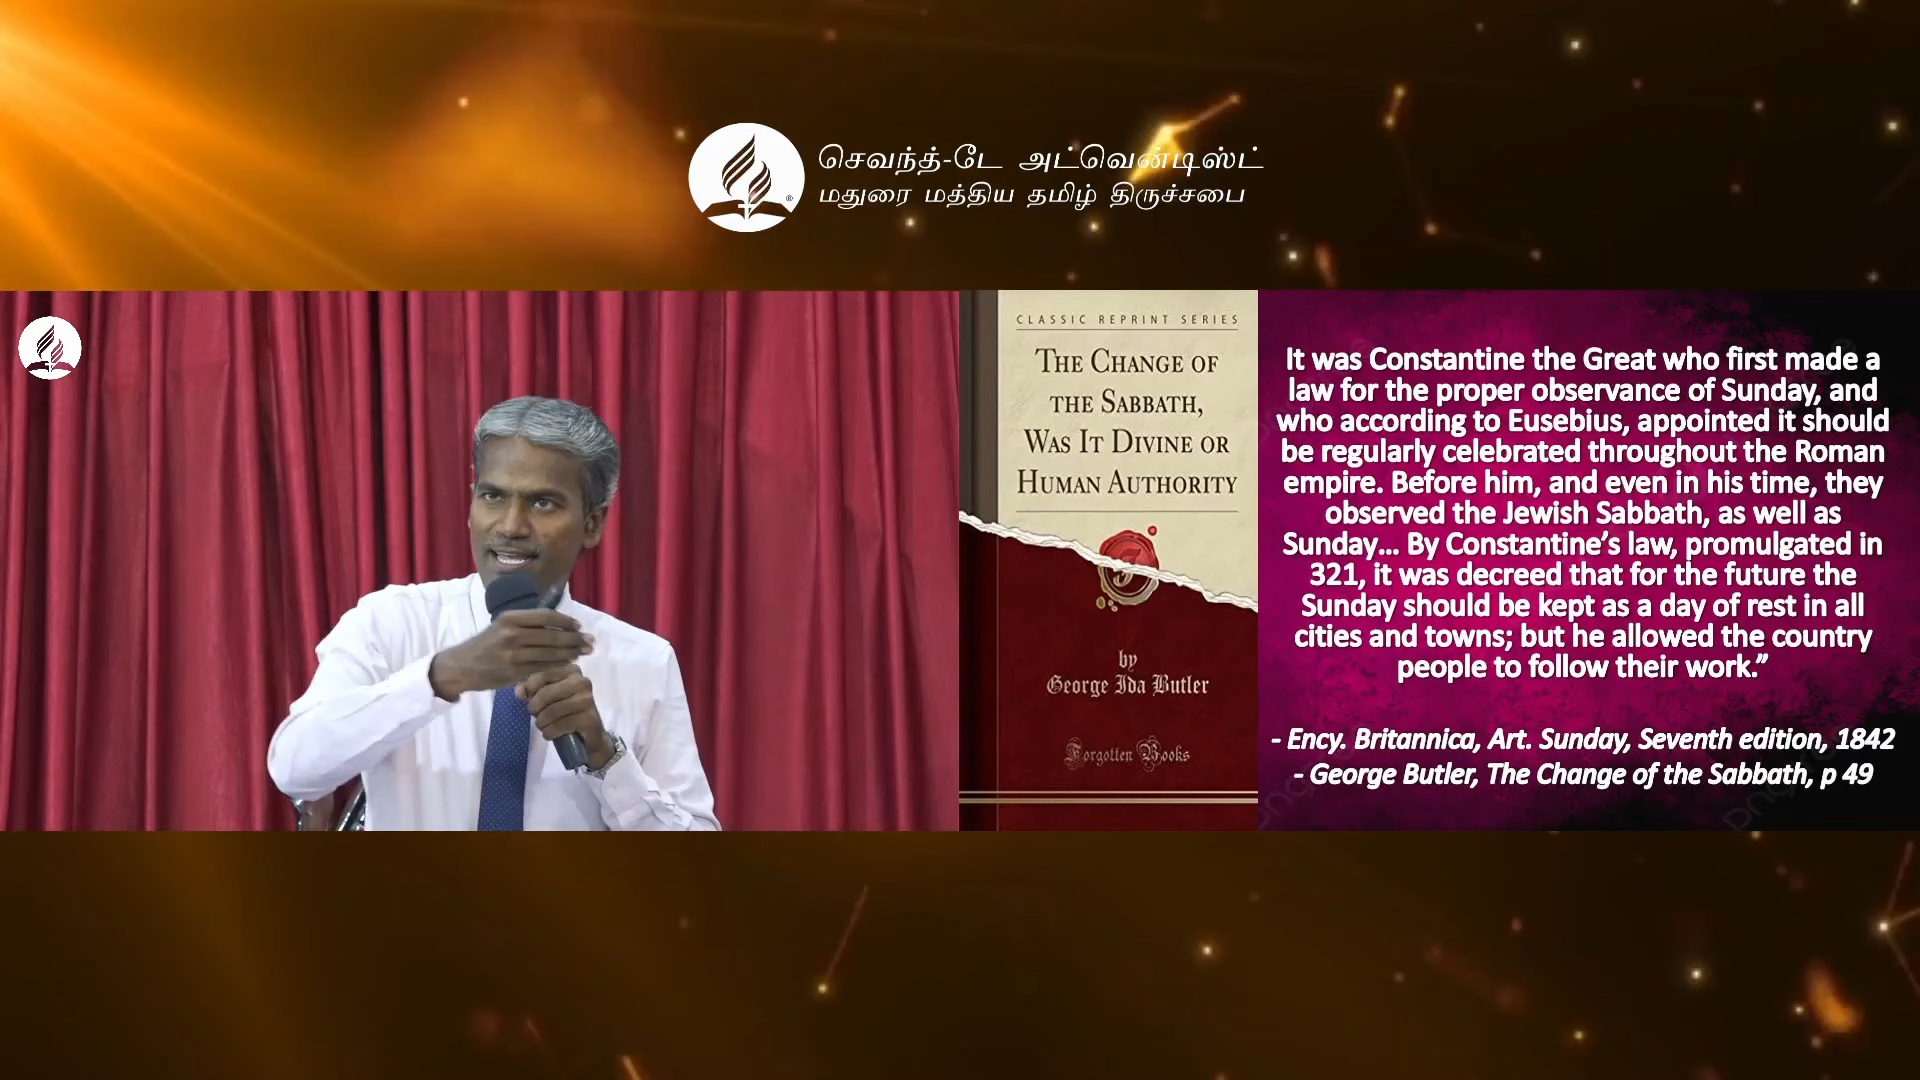 செவந்த்-டே அட்வென்டிஸ்ட்
மதுரை மத்திய தமிழ் திருச்சபை
CLASSIC REPRINT SERIES
THE CHANGE OF
THE SABBATH,
WAS IT DIVINE OR
HUMAN AUTHORITY
by
George Ida Butler
Forgotten Books
It was Constantine the Great who first made a
law for the proper observance of Sunday, and
who according to Eusebius, appointed it should
be regularly celebrated throughout the Roman
empire. Before him, and even in his time, they
observed the Jewish Sabbath, as well as
Sunday... By Constantine's law, promulgated in
321, it was decreed that for the future the
Sunday should be kept as a day of rest in all
cities and towns; but he allowed the country
people to follow their work.”
- Ency. Britannica, Art. Sunday, Seventh edition, 1842
- George Butler, The Change of the Sabbath, p 49